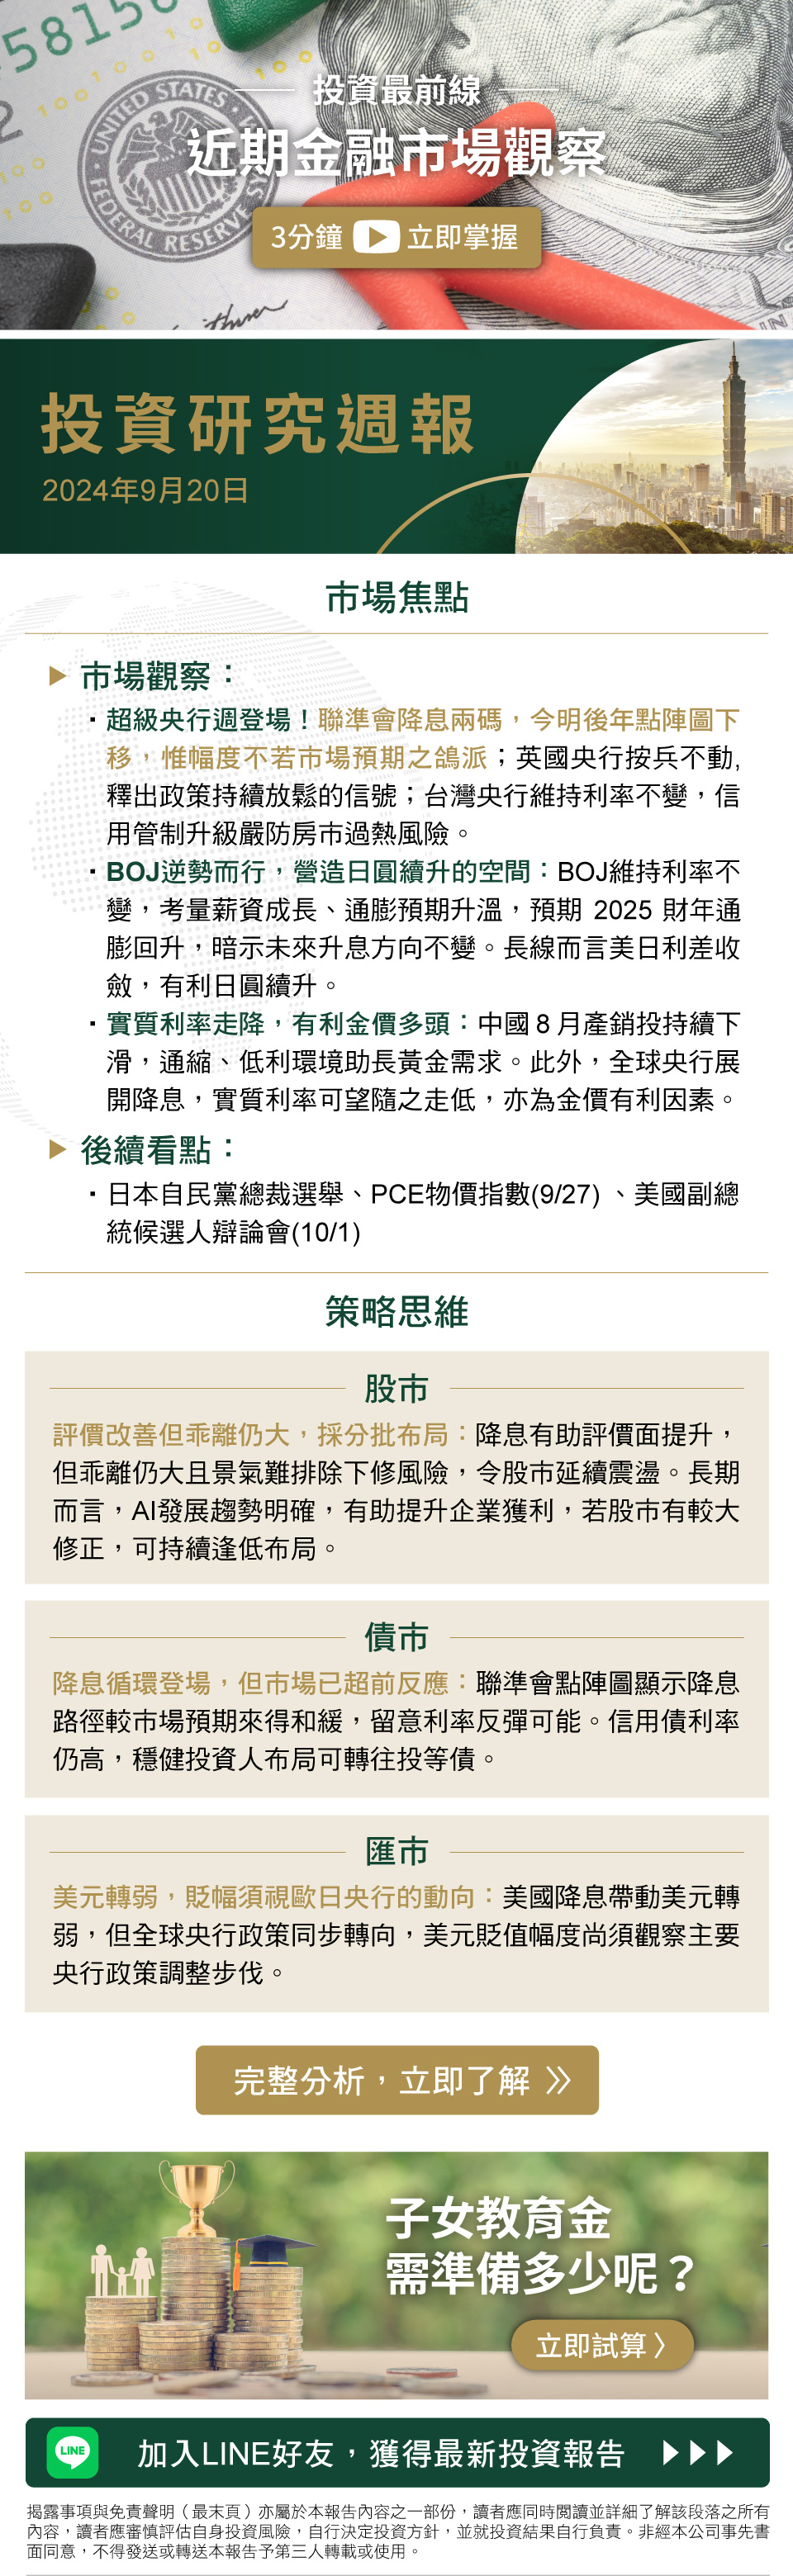 58150
UNITED STATES
FEDERAL RESERVE
投資最前線
近期金融市場觀察
3分鐘 立即掌握
投資研究週報
2024年9月20日
市場焦點
市場觀察：
・超級央行週登場！聯準會降息兩碼，今明後年點陣圖下
移，惟幅度不若市場預期之鴿派；英國央行按兵不動,
釋出政策持續放鬆的信號；台灣央行維持利率不變，信
用管制升級嚴防房市過熱風險。
・BOJ逆勢而行，營造日圓續升的空間：BOJ維持利率不
變，考量薪資成長、通膨預期升溫，預期 2025 財年通
膨回升，暗示未來升息方向不變。長線而言美日利差收
斂，有利日圓續升。
・實質利率走降，有利金價多頭：中國 8 月產銷投持續下
滑，通縮、低利環境助長黃金需求。此外，全球央行展
開降息，實質利率可望隨之走低，亦為金價有利因素。
後續看點：
・日本自民黨總裁選舉、PCE物價指數(9/27) 、美國副總
統候選人辯論會(10/1)
策略思維
股市
評價改善但乖離仍大，採分批布局：降息有助評價面提升，
但乖離仍大且景氣難排除下修風險，令股市延續震盪。長期
而言，AI發展趨勢明確，有助提升企業獲利，若股市有較大
修正，可持續逢低布局。
債市
降息循環登場，但市場已超前反應：聯準會點陣圖顯示降息
路徑較市場預期來得和緩，留意利率反彈可能。信用債利率
仍高，穩健投資人布局可轉往投等債。
匯市
美元轉弱，貶幅須視歐日央行的動向：美國降息帶動美元轉
弱，但全球央行政策同步轉向，美元貶值幅度尚須觀察主要
央行政策調整步伐。
完整分析，立即了解
子女教育金
需準備多少呢？
立即試算
LINE 加入LINE好友，獲得最新投資報告
揭露事項與免責聲明（最末頁）亦屬於本報告內容之一部份，讀者應同時閱讀並詳細了解該段落之所有
內容，讀者應審慎評估自身投資風險，自行決定投資方針，並就投資結果自行負責。非經本公司事先書
面同意，不得發送或轉送本報告予第三人轉載或使用。